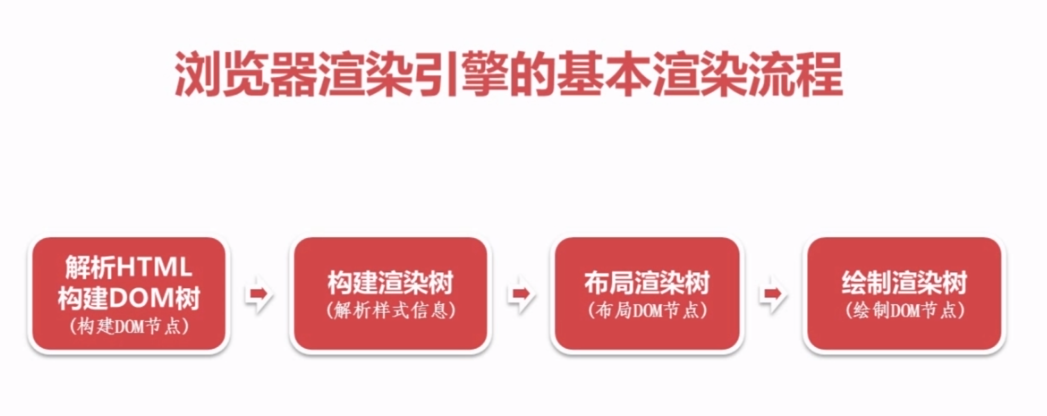 浏览器渲染引擎的基本渲染流程
解析HTML
构建DOM树
(构建DOM节点)
构建渲染树
(解析样式信息)
布局渲染树
(布局DOM节点)
绘制渲染树
(绘制DOM节点)